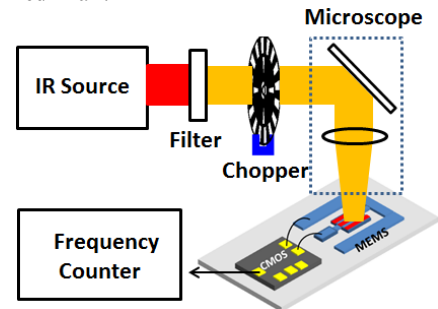 Microscope
IR Source
Filter
Chopper
Frequency
Counter
CMOS
MEMS